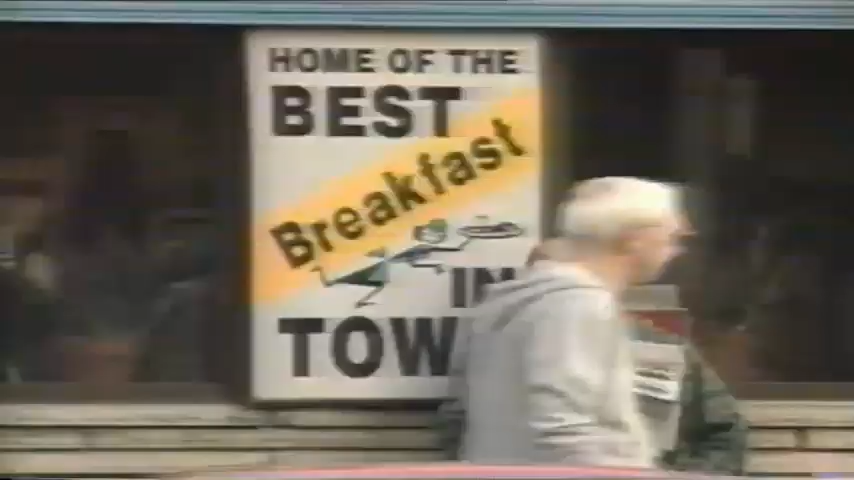 HOME OF THE
BEST
Breakfast
IN
TOW